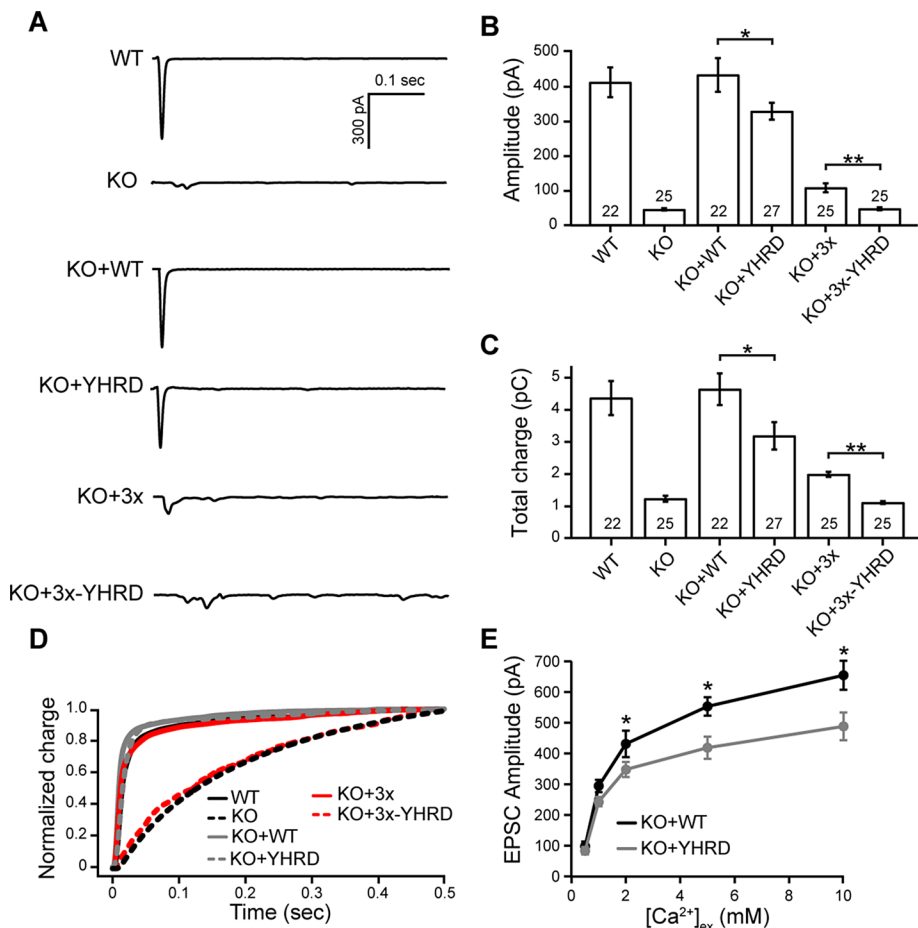 A
WT
0.1 sec
300 pA
KO
KO+WT
KO+YHRD
KO+3x
KO+3x-YHRD
B
Amplitude (pA)
500
400
300
200
100
0
*
**
22
25
22
27
25
25
WT
KO
KO+WT
KO+YHRD
KO+3x
KO+3x-YHRD
C
Total charge (pC)
5
4
3
2
1
0
*
**
22
25
22
27
25
25
WT
KO
KO+WT
KO+YHRD
KO+3x
KO+3x-YHRD
D
Normalized charge
1.0
0.8
0.6
0.4
0.2
0
WT
KO
KO+WT
KO+YHRD
KO+3x
KO+3x-YHRD
0
0.1
0.2
0.3
0.4
0.5
Time (sec)
E
EPSC Amplitude (pA)
700
600
500
400
300
200
100
0
*
*
*
KO+WT
KO+YHRD
0
2
4
6
8
10
[Ca²⁺]ₑₓ (mM)